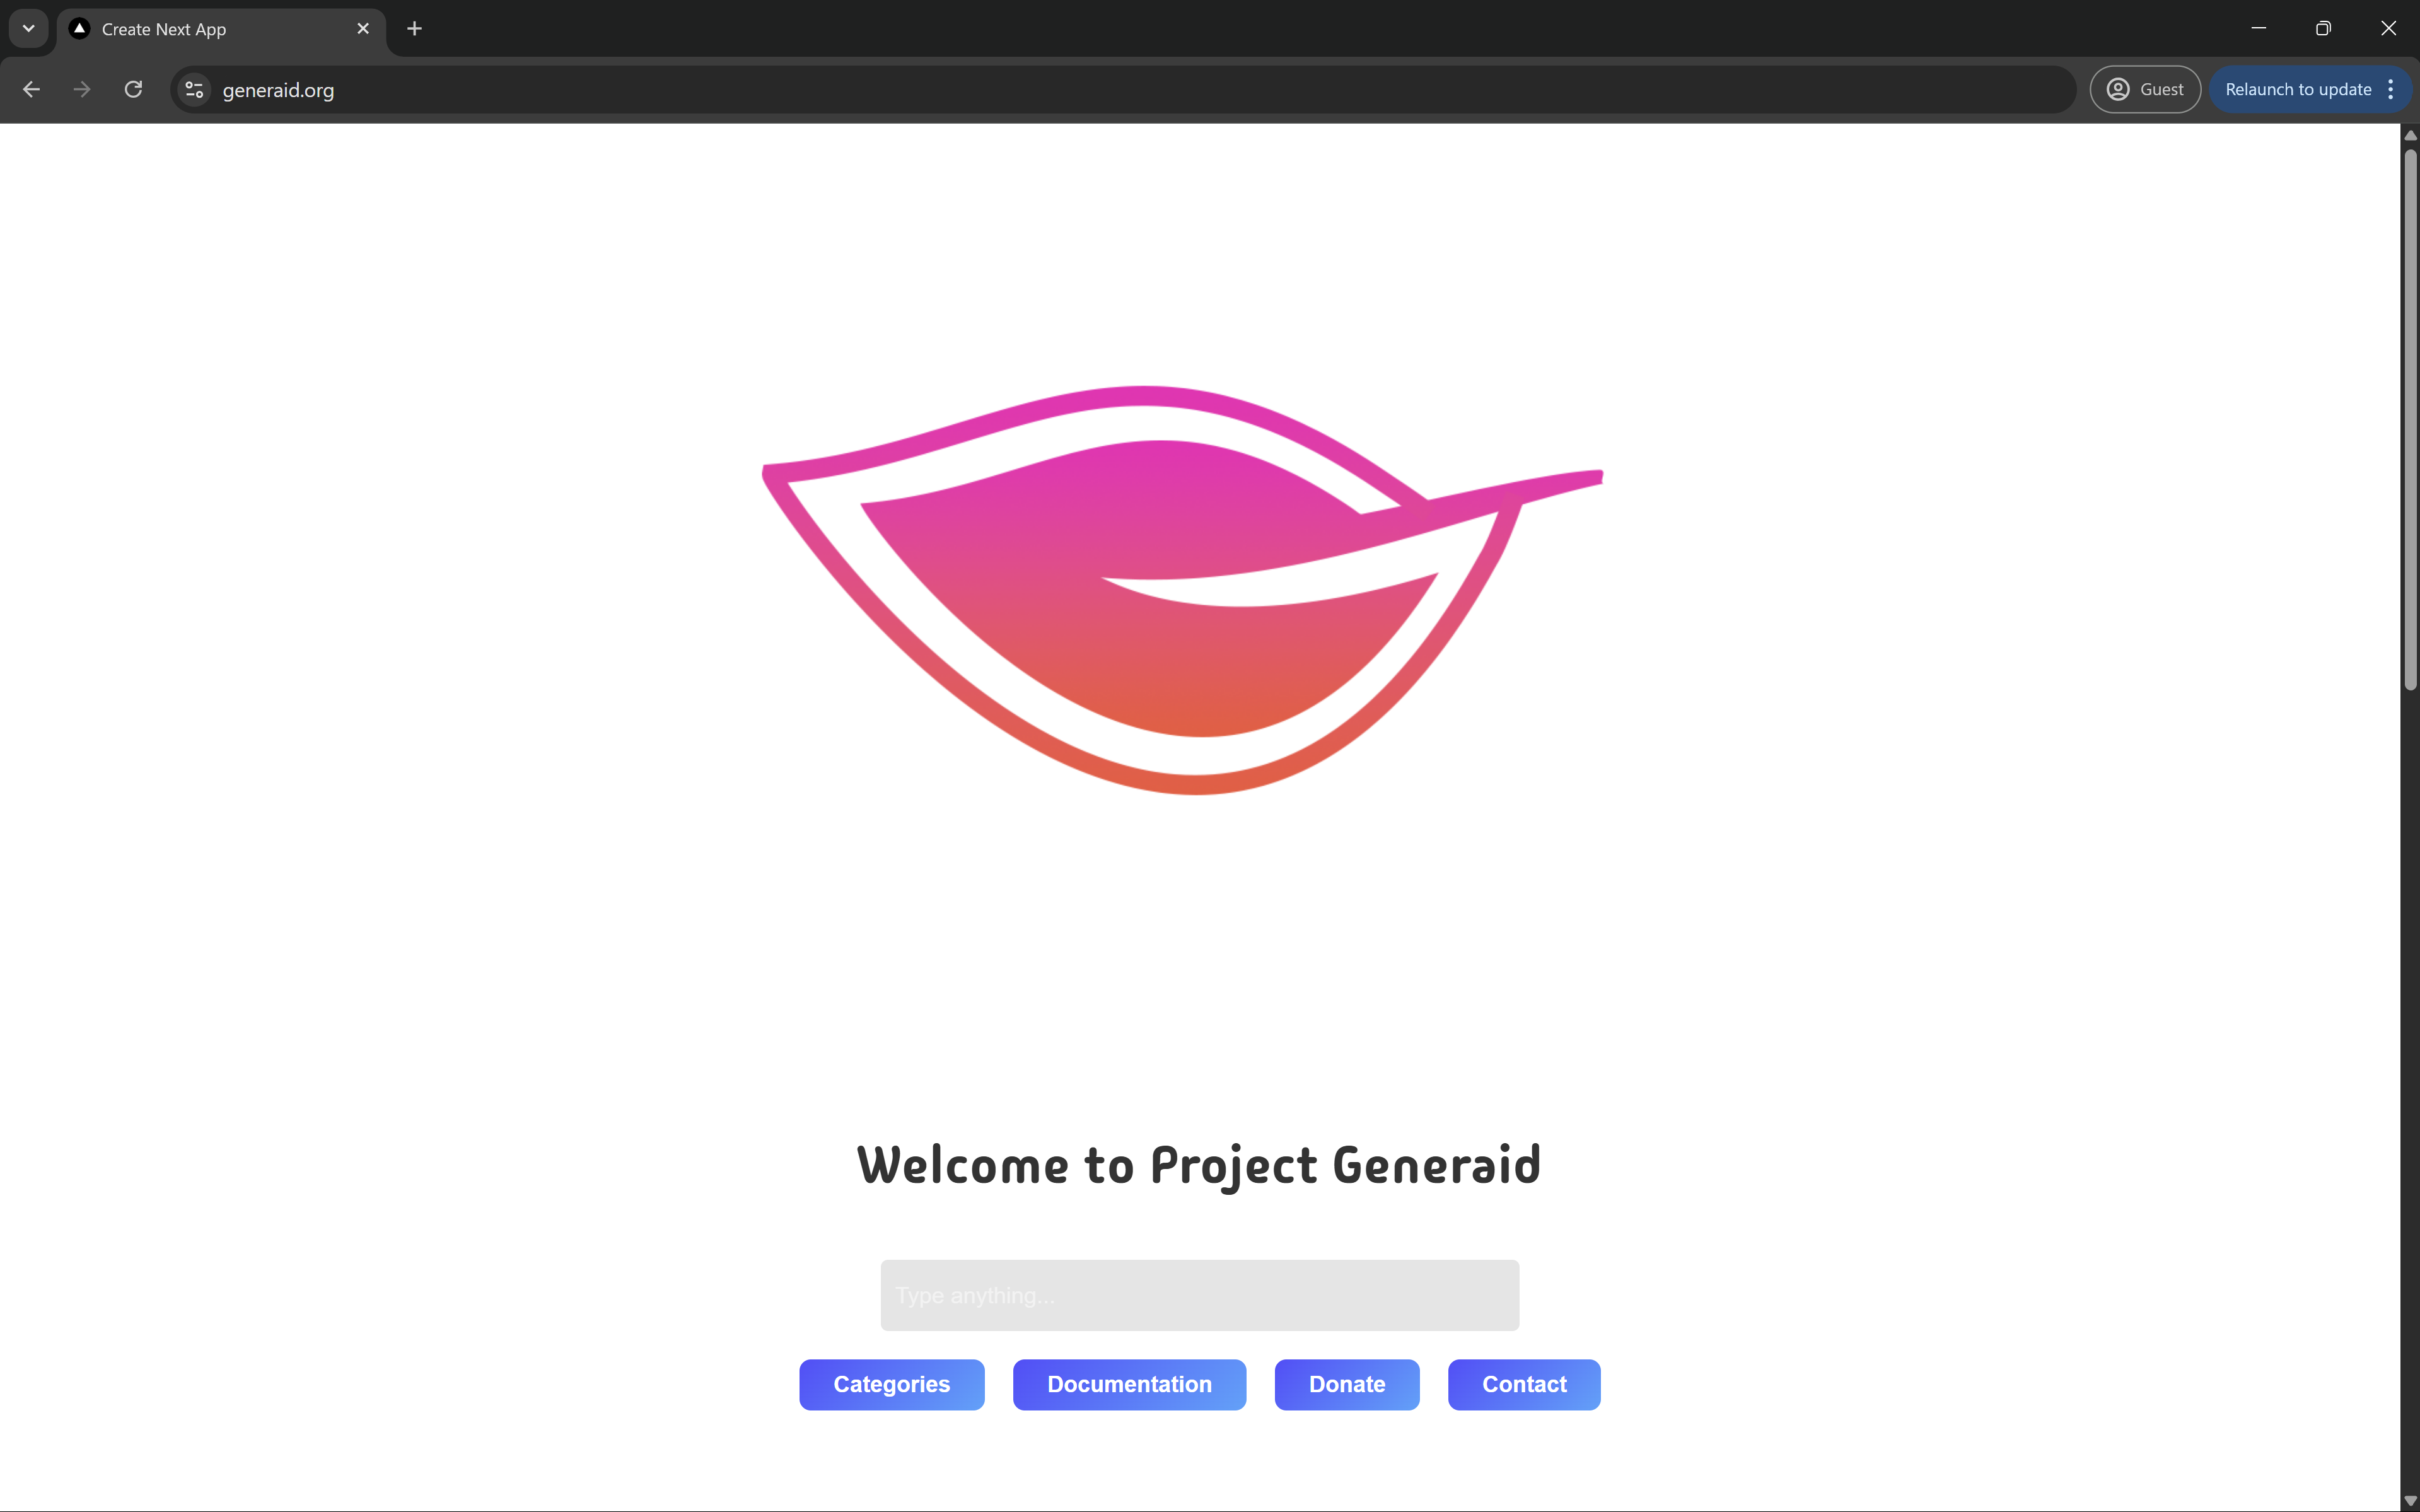 Create Next App
generaid.org
Guest
Relaunch to update
Welcome to Project Generaid
Type anything...
Categories
Documentation
Donate
Contact